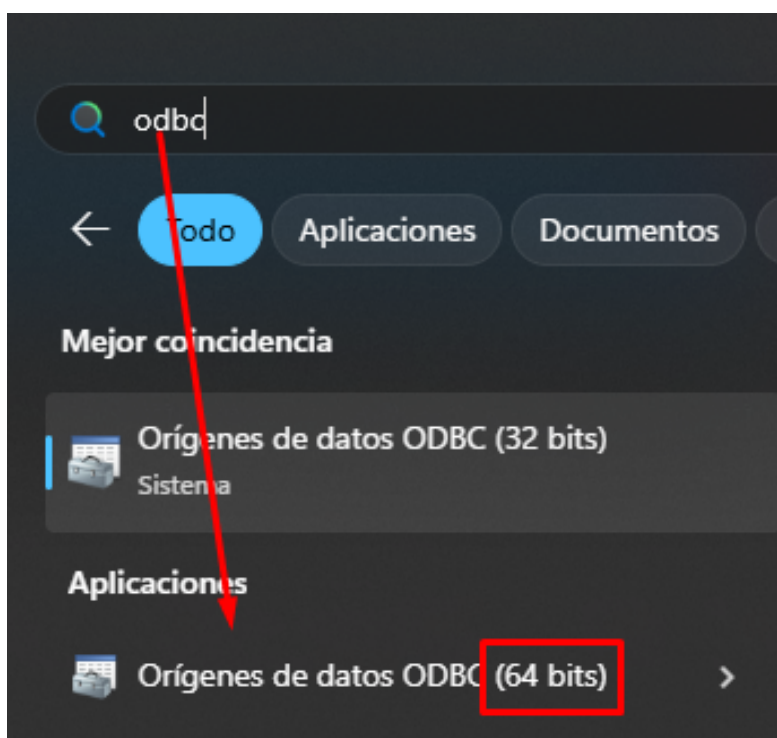 odbc
Todo Aplicaciones Documentos
Mejor coincidencia
Orígenes de datos ODBC (32 bits)
Sistema
Aplicaciones
Orígenes de datos ODBC (64 bits)